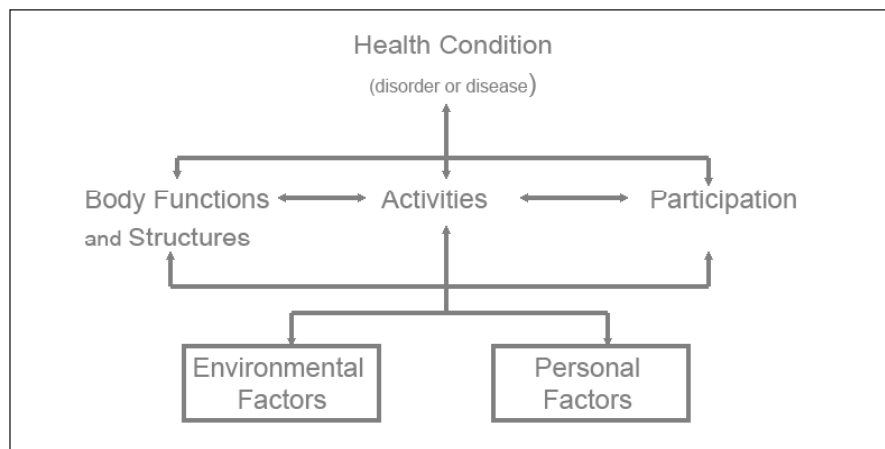 Health Condition
(disorder or disease)
Body Functions
and Structures
Activities
Participation
Environmental
Factors
Personal
Factors